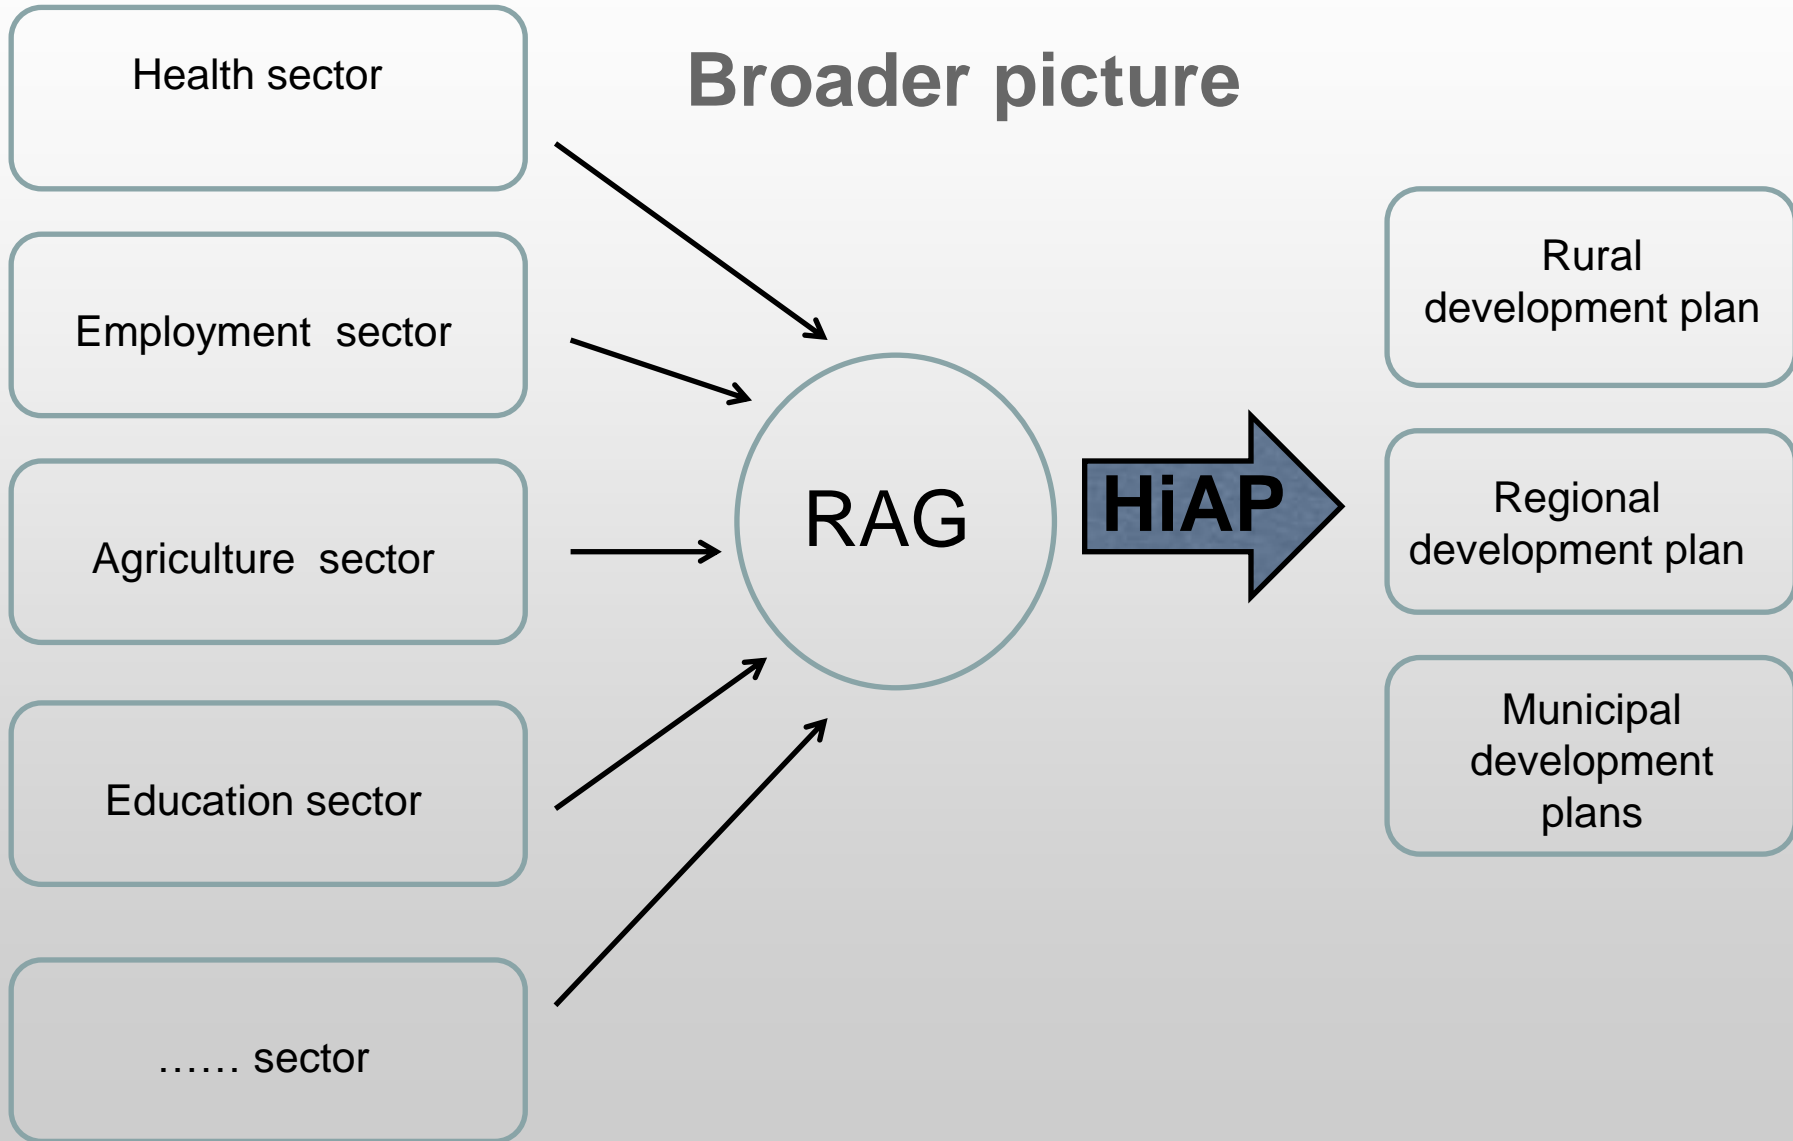 Broader picture
Health sector
Employment  sector
Agriculture  sector
Education sector
…… sector
RAG
HiAP
Rural
development plan
Regional
development plan
Municipal
development
plans